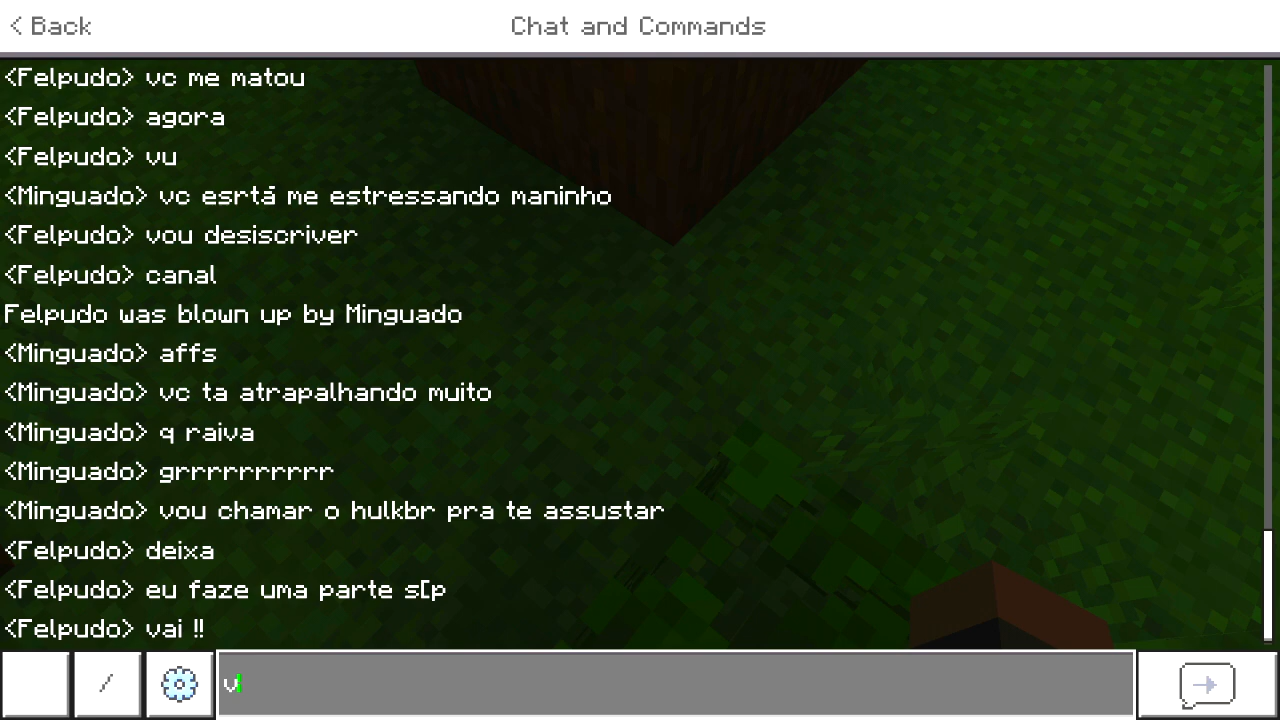 < Back
Chat and Commands
<Felpudo> vc me matou
<Felpudo> agora
<Felpudo> vu
<Minguado> vc esrtá me estressando maninho
<Felpudo> vou desiscriver
<Felpudo> canal
Felpudo was blown up by Minguado
<Minguado> affs
<Minguado> vc ta atrapalhando muito
<Minguado> q raiva
<Minguado> grrrrrrrrrr
<Minguado> vou chamar o hulkbr pra te assustar
<Felpudo> deixa
<Felpudo> eu faze uma parte s[p
<Felpudo> vai !!
/
v